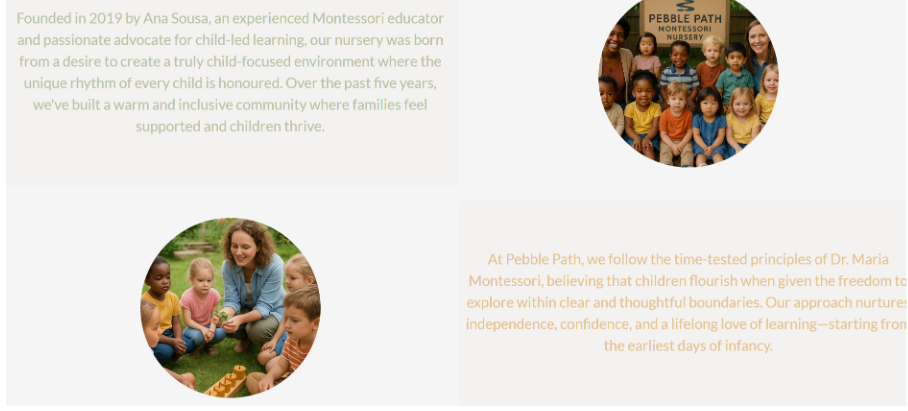 Founded in 2019 by Ana Sousa, an experienced Montessori educator
and passionate advocate for child-led learning, our nursery was born
from a desire to create a truly child-focused environment where the
unique rhythm of every child is honoured. Over the past five years,
we've built a warm and inclusive community where families feel
supported and children thrive.
PEBBLE PATH
MONTESSORI
NURSERY
At Pebble Path, we follow the time-tested principles of Dr. Maria
Montessori, believing that children flourish when given the freedom to
explore within clear and thoughtful boundaries. Our approach nurtures
independence, confidence, and a lifelong love of learning—starting from
the earliest days of infancy.